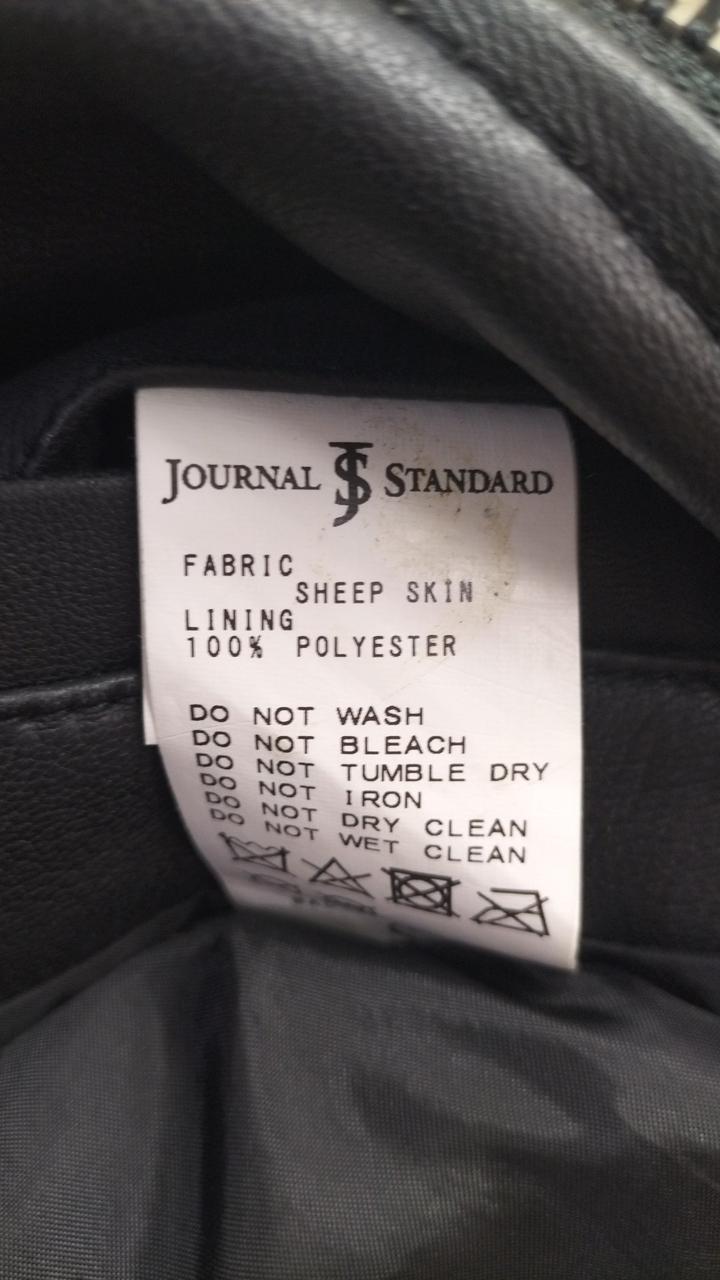 JOURNAL JS STANDARD
FABRIC
SHEEP SKIN
LINING
100% POLYESTER
DO NOT WASH
DO NOT BLEACH
DO NOT TUMBLE DRY
DO NOT IRON
DO NOT DRY CLEAN
DO NOT WET CLEAN